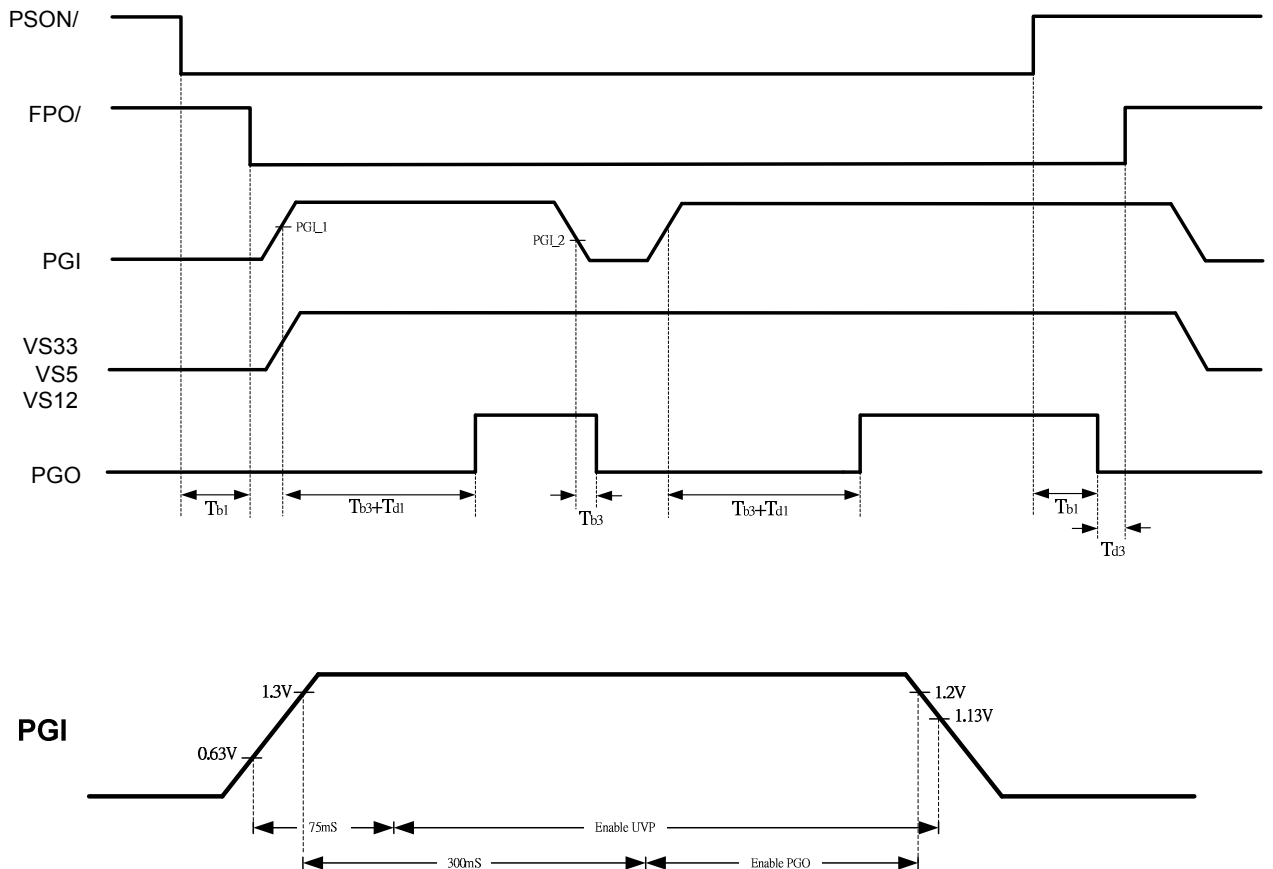 PSON/
FPO/
PGI_1
PGI_2
PGI
VS33
VS5
VS12
PGO
Tb1
Tb3+Td1
Tb3
Tb3+Td1
Tb1
Td3
1.3V
1.2V
1.13V
PGI
0.63V
75mS
Enable UVP
300mS
Enable PGO